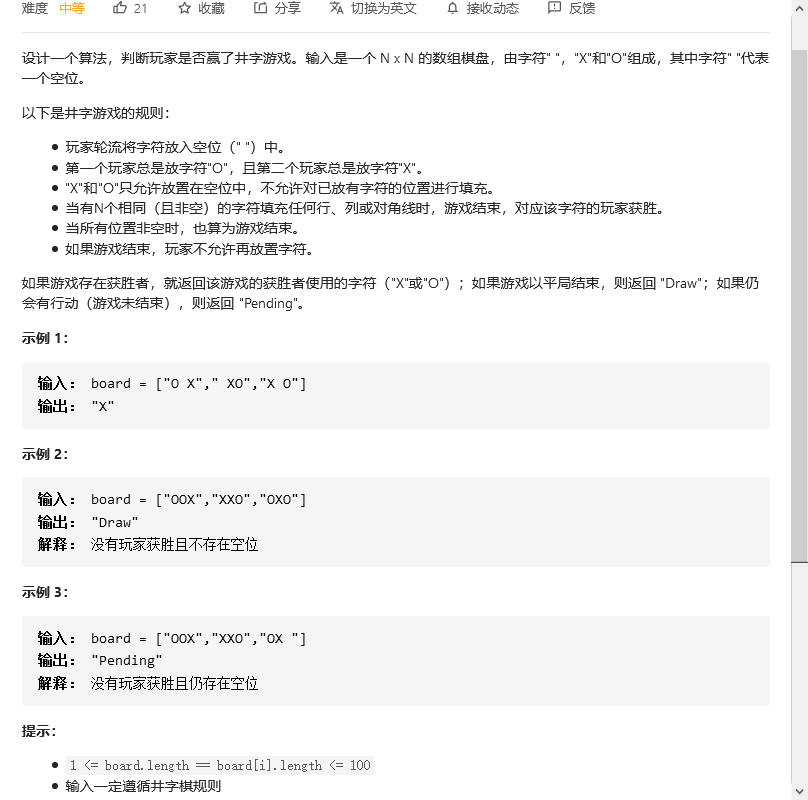 难度 中等 21 收藏 分享 切换为英文 接收动态 反馈
设计一个算法，判断玩家是否赢了井字游戏。输入是一个 N x N 的数组棋盘，由字符" "，"X"和"O"组成，其中字符" "代表
一个空位。
以下是井字游戏的规则：
玩家轮流将字符放入空位（" "）中。
第一个玩家总是放字符"O"，且第二个玩家总是放字符"X"。
"X"和"O"只允许放置在空位中，不允许对已放有字符的位置进行填充。
当有N个相同（且非空）的字符填充任何行、列或对角线时，游戏结束，对应该字符的玩家获胜。
当所有位置非空时，也算为游戏结束。
如果游戏结束，玩家不允许再放置字符。
如果游戏存在获胜者，就返回该游戏的获胜者使用的字符（"X"或"O"）；如果游戏以平局结束，则返回 "Draw"；如果仍
会有行动（游戏未结束），则返回 "Pending"。
示例 1：
输入： board = ["O X"," XO","X O"]
输出： "X"
示例 2：
输入： board = ["OOX","XXO","OXO"]
输出： "Draw"
解释： 没有玩家获胜且不存在空位
示例 3：
输入： board = ["OOX","XXO","OX "]
输出： "Pending"
解释： 没有玩家获胜且仍存在空位
提示：
1 <= board.length == board[i].length <= 100
输入一定遵循井字棋规则